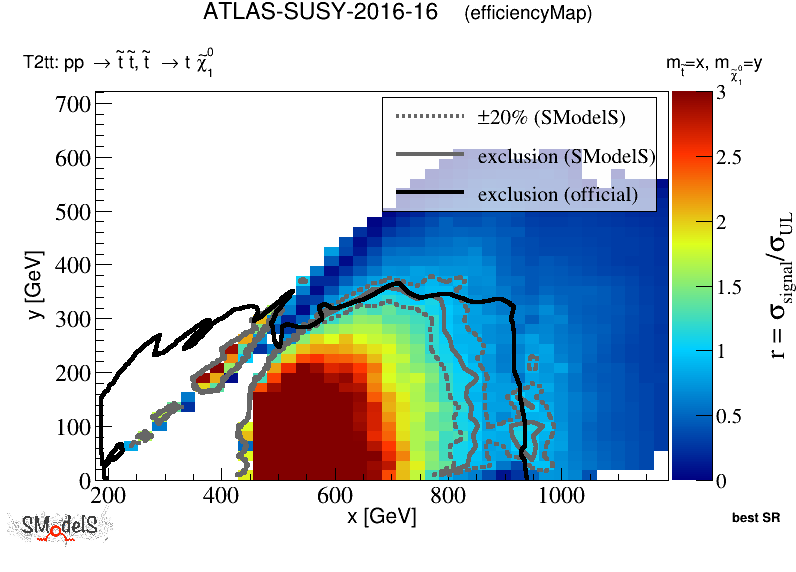 ATLAS-SUSY-2016-16 (efficiencyMap)
T2tt: pp → t̃ t̃, t̃ → t χ̃⁰₁
m_t̃=x, m_χ̃⁰₁=y
±20% (SModelS)
exclusion (SModelS)
exclusion (official)
700
600
500
400
300
200
100
0
y [GeV]
200 400 600 800 1000
x [GeV]
3
2.5
2
1.5
1
0.5
0
r = σ_signal/σ_UL
SModelS
best SR